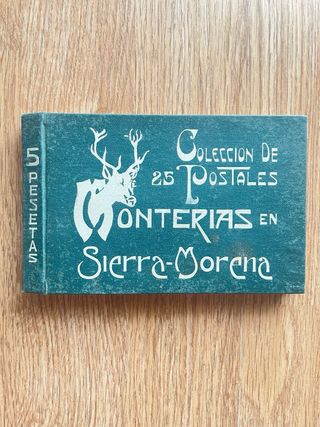 5 PESETAS
COLECCION DE
25 POSTALES
MONTERIAS EN
SIERRA-MORENA